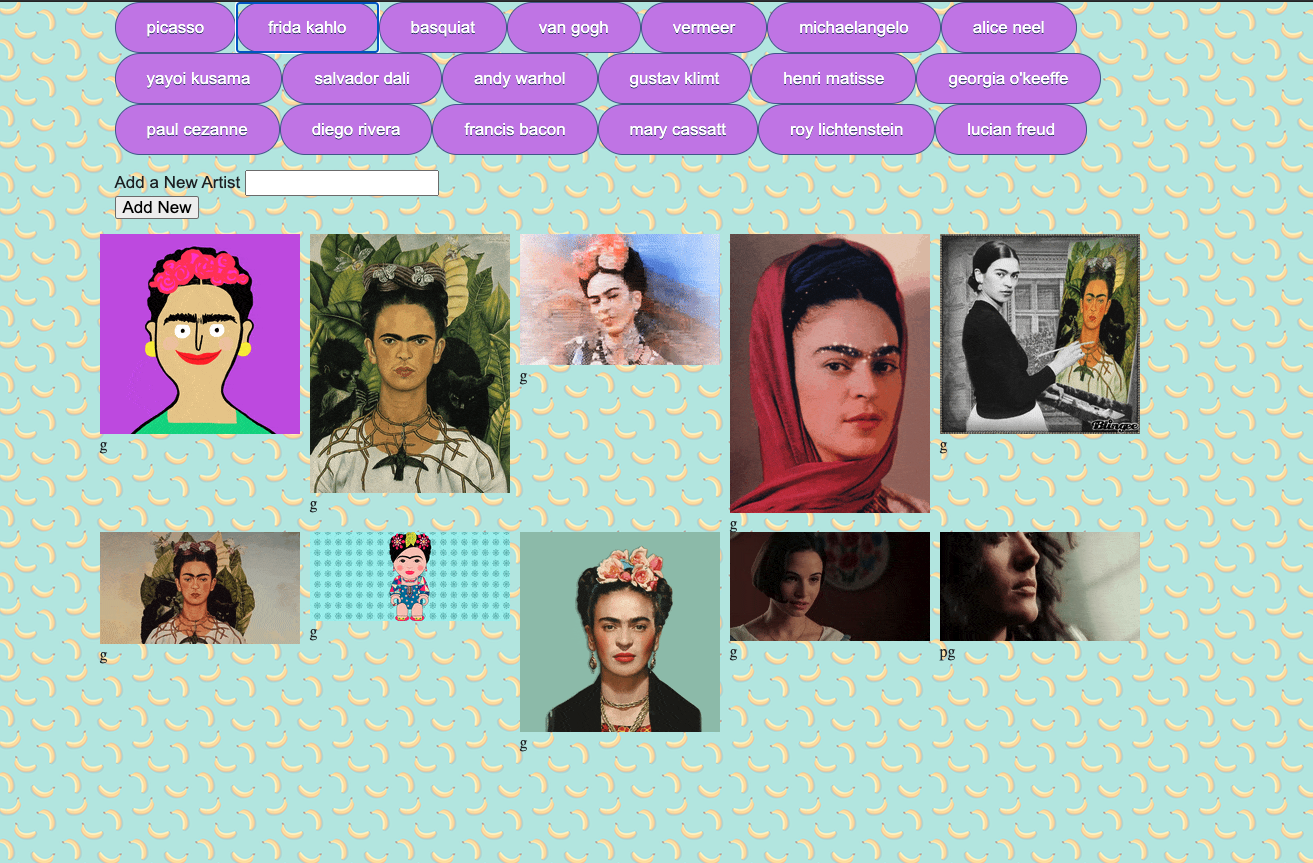 picasso frida kahlo basquiat van gogh vermeer michaelangelo alice neel
yayoi kusama salvador dali andy warhol gustav klimt henri matisse georgia o'keeffe
paul cezanne diego rivera francis bacon mary cassatt roy lichtenstein lucian freud
Add a New Artist
Add New
Blingee
g
g
g
g
g
g
g
g
g
pg